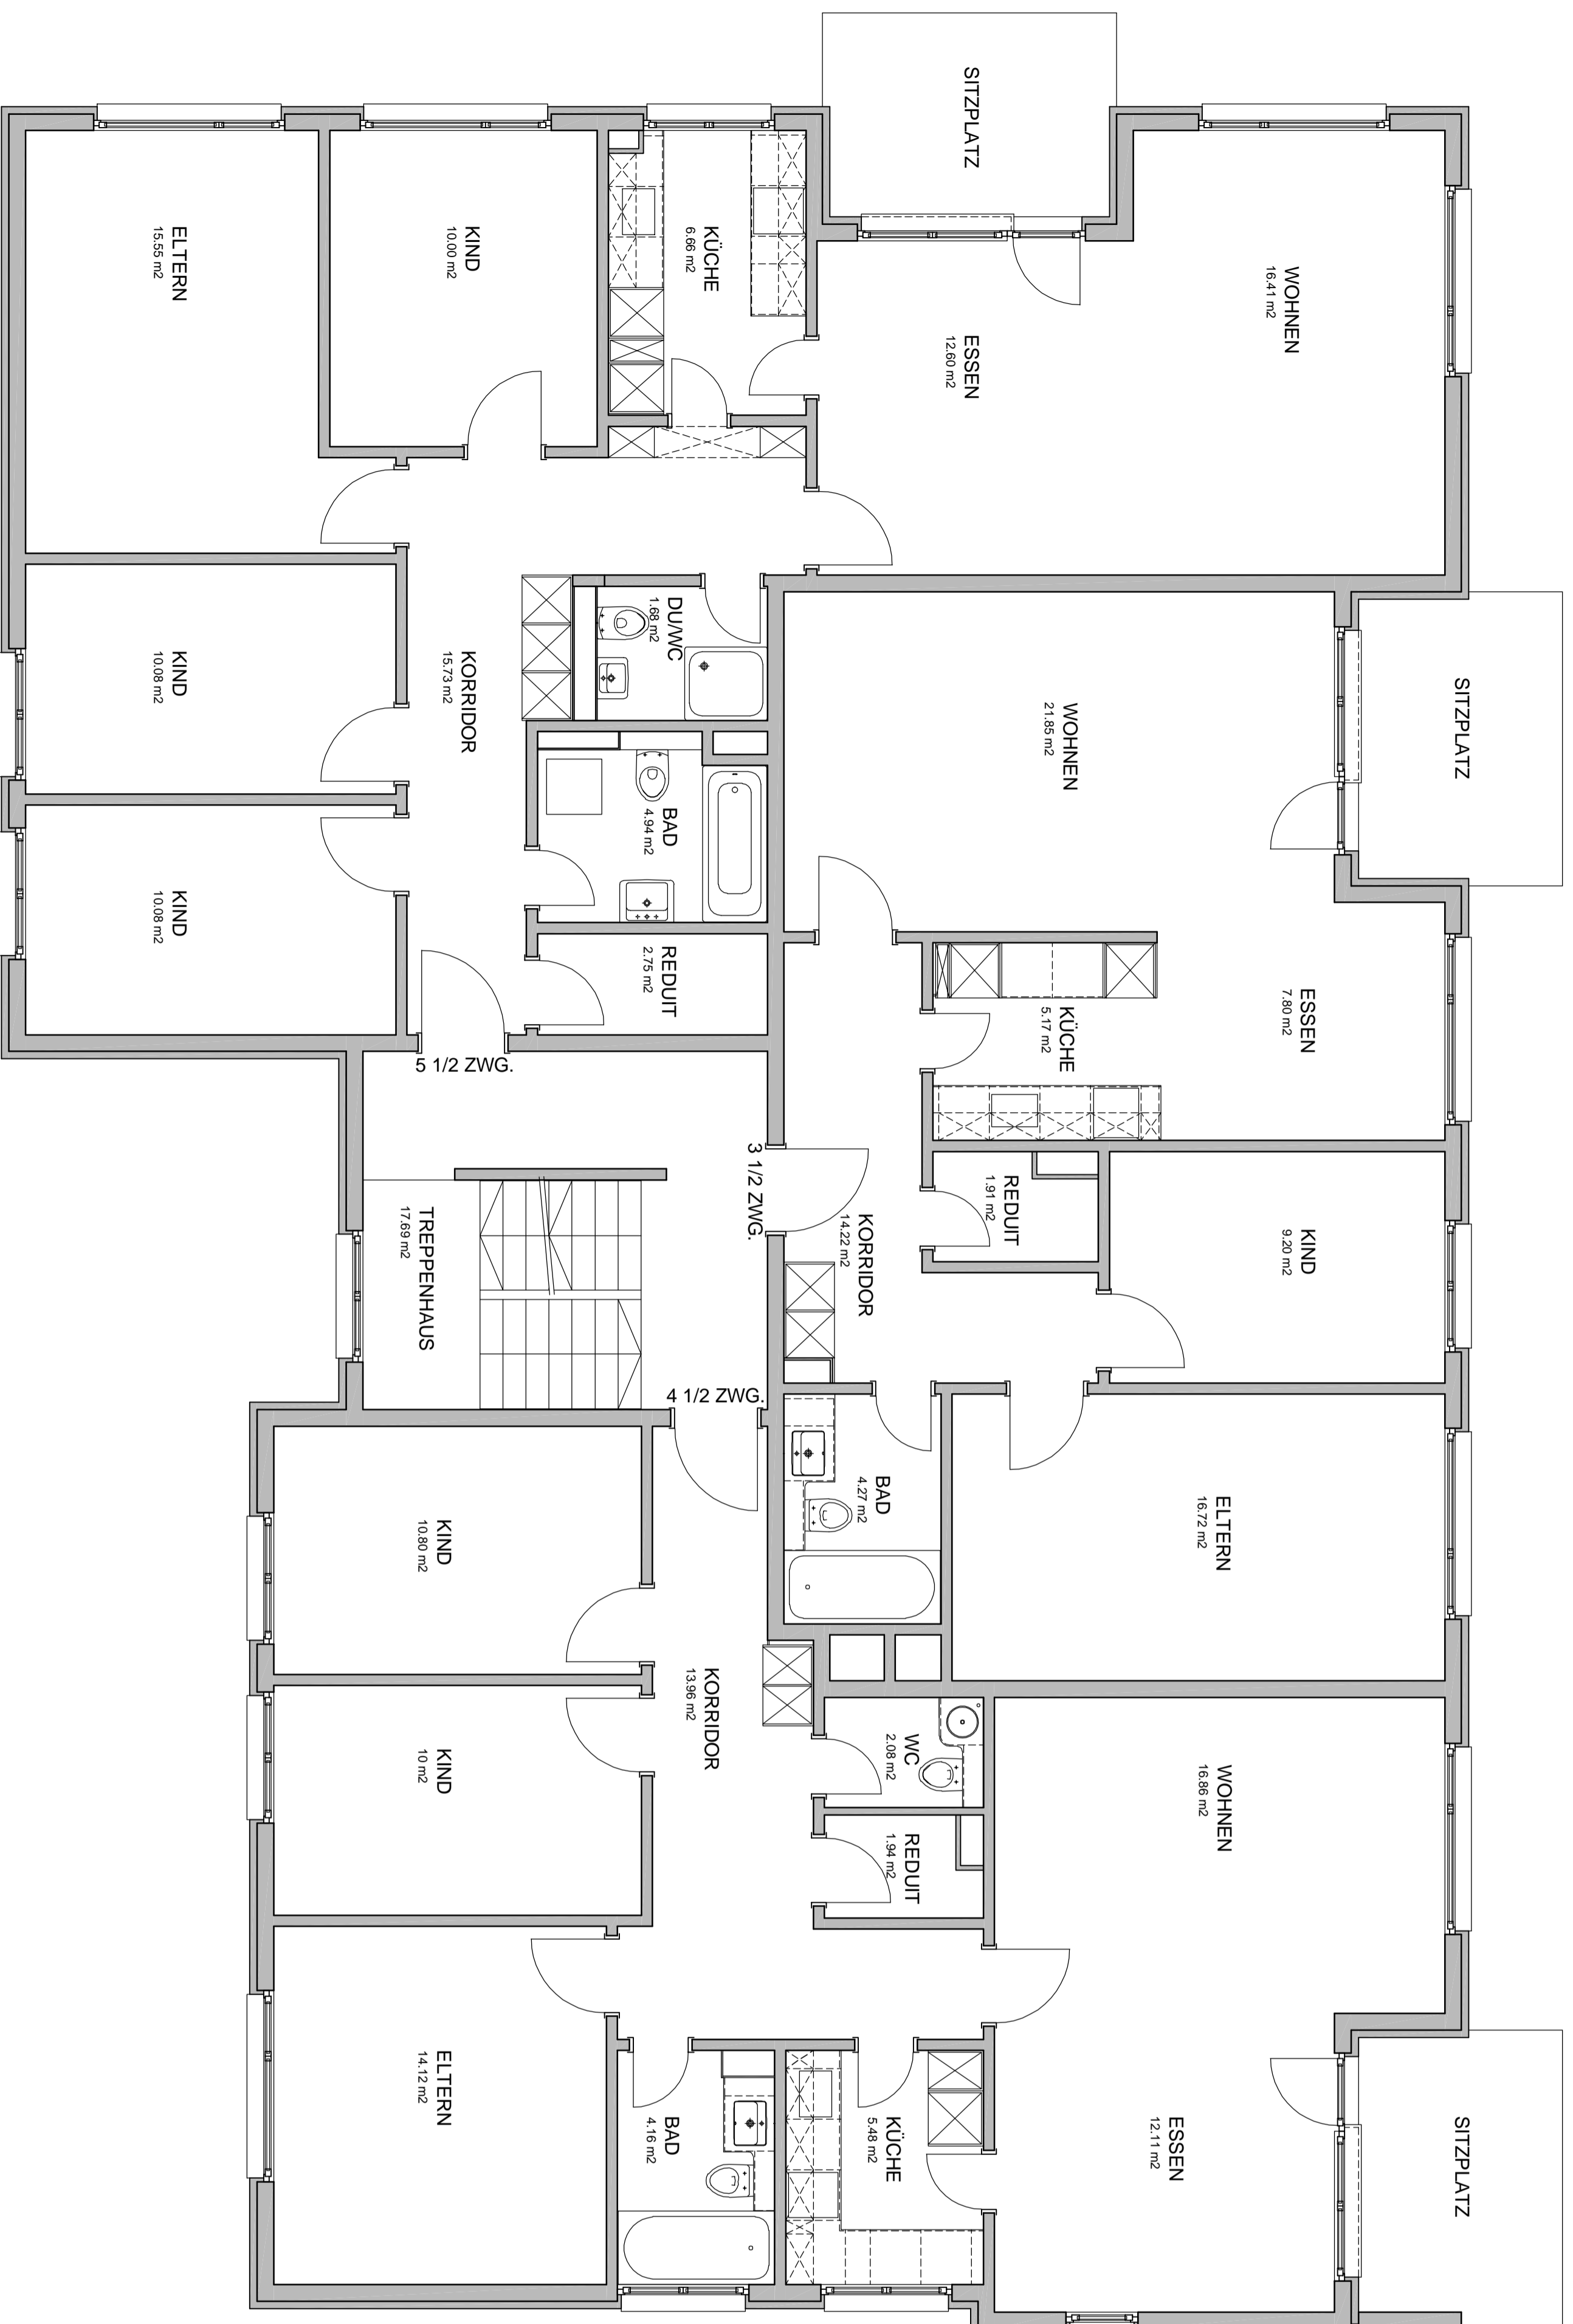 SITZPLATZ
WOHNEN
16.41 m2
ESSEN
12.60 m2
KÜCHE
6.66 m2
KIND
10.00 m2
ELTERN
15.55 m2
SITZPLATZ
WOHNEN
21.85 m2
DU/WC
1.68 m2
KORRIDOR
15.73 m2
KIND
10.08 m2
BAD
4.94 m2
KIND
10.08 m2
REDUIT
2.75 m2
ESSEN
7.80 m2
KÜCHE
5.17 m2
5 1/2 ZWG.
3 1/2 ZWG.
REDUIT
1.91 m2
KIND
9.20 m2
KORRIDOR
14.22 m2
TREPPENHAUS
17.69 m2
4 1/2 ZWG.
BAD
4.27 m2
ELTERN
16.72 m2
KIND
10.80 m2
KORRIDOR
13.96 m2
WC
2.08 m2
WOHNEN
16.86 m2
KIND
10 m2
REDUIT
1.94 m2
ELTERN
14.12 m2
BAD
4.16 m2
KÜCHE
5.48 m2
ESSEN
12.11 m2
SITZPLATZ